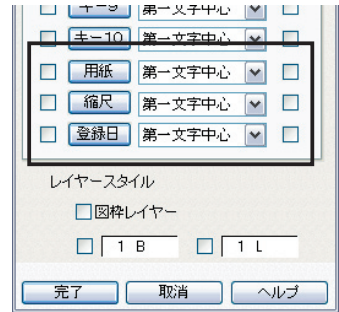 キー9 第一文字中心
キー10 第一文字中心
用紙 第一文字中心
縮尺 第一文字中心
登録日 第一文字中心
レイヤースタイル
図枠レイヤー
1 B 1 L
完了 取消 ヘルプ